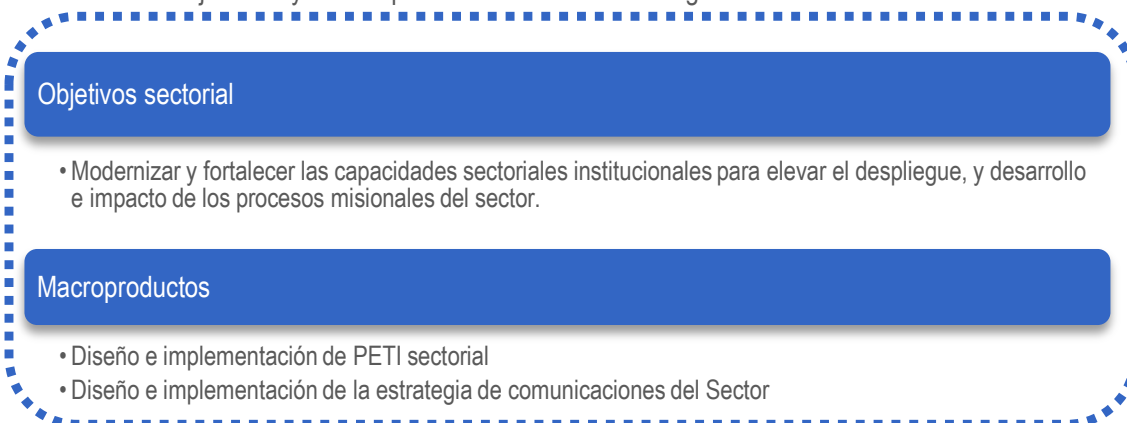 Objetivos sectorial
• Modernizar y fortalecer las capacidades sectoriales institucionales para elevar el despliegue, y desarrollo
e impacto de los procesos misionales del sector.
Macroproductos
• Diseño e implementación de PETI sectorial
• Diseño e implementación de la estrategia de comunicaciones del Sector